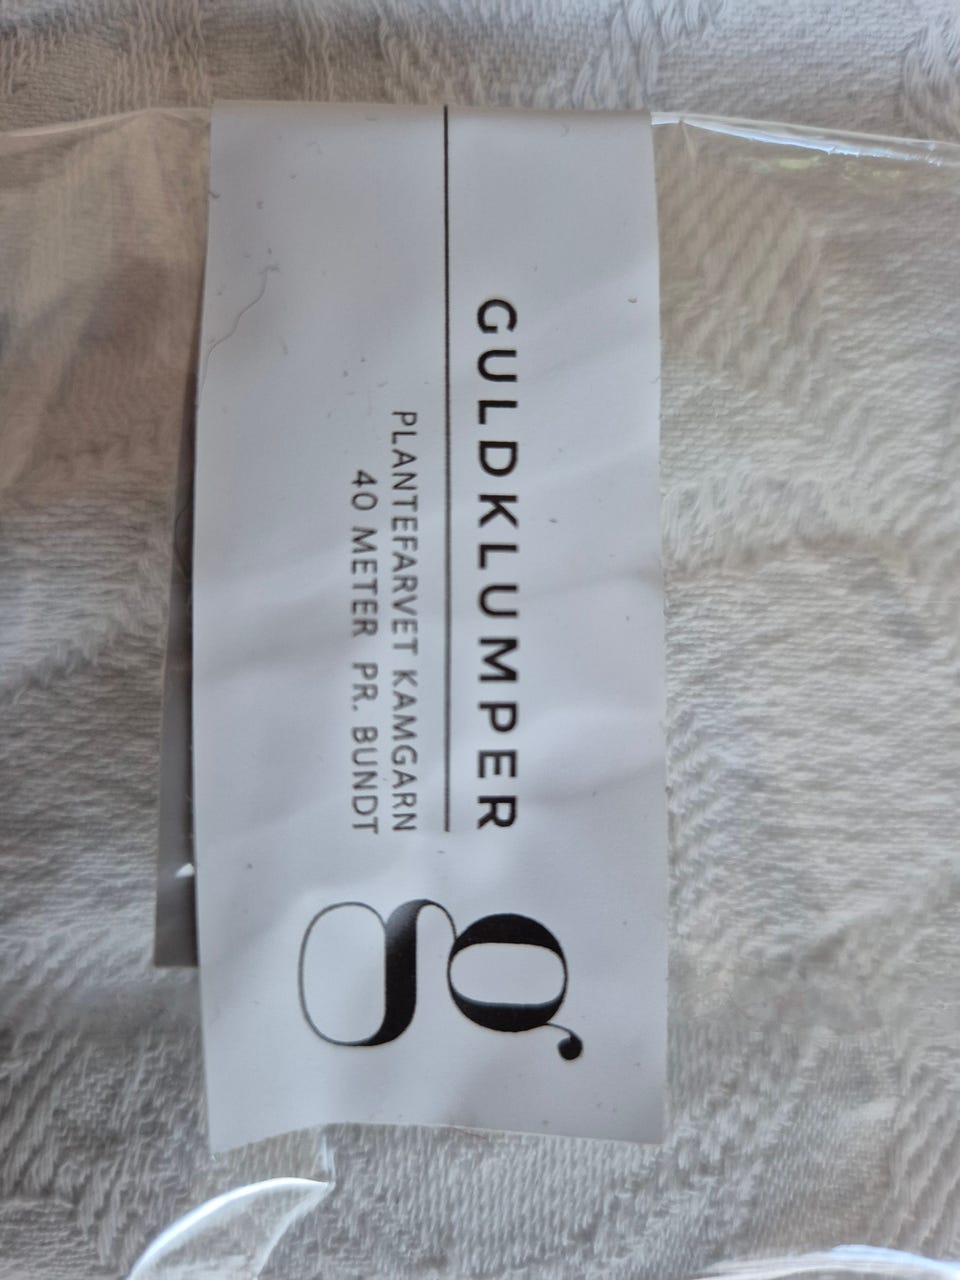 GULDKLUMPER
PLANTEFARVET KAMGARN
40 METER PR. BUNDT
g